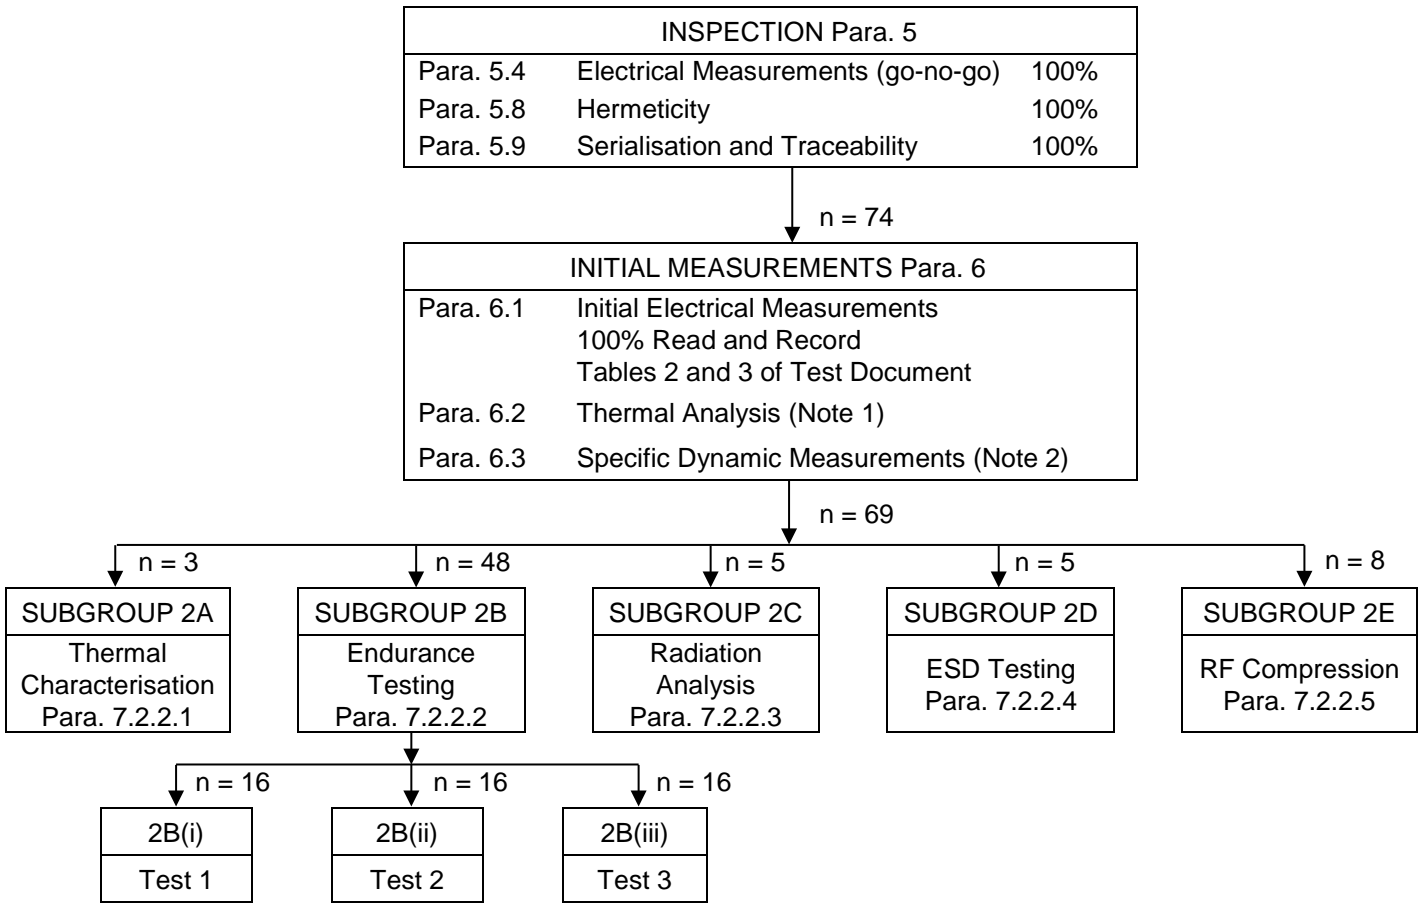 INSPECTION Para. 5
Para. 5.4 Electrical Measurements (go-no-go) 100%
Para. 5.8 Hermeticity 100%
Para. 5.9 Serialisation and Traceability 100%
n = 74
INITIAL MEASUREMENTS Para. 6
Para. 6.1 Initial Electrical Measurements
100% Read and Record
Tables 2 and 3 of Test Document
Para. 6.2 Thermal Analysis (Note 1)
Para. 6.3 Specific Dynamic Measurements (Note 2)
n = 69
n = 3
SUBGROUP 2A
Thermal
Characterisation
Para. 7.2.2.1
n = 48
SUBGROUP 2B
Endurance
Testing
Para. 7.2.2.2
n = 5
SUBGROUP 2C
Radiation
Analysis
Para. 7.2.2.3
n = 5
SUBGROUP 2D
ESD Testing
Para. 7.2.2.4
n = 8
SUBGROUP 2E
RF Compression
Para. 7.2.2.5
n = 16
2B(i)
Test 1
n = 16
2B(ii)
Test 2
n = 16
2B(iii)
Test 3